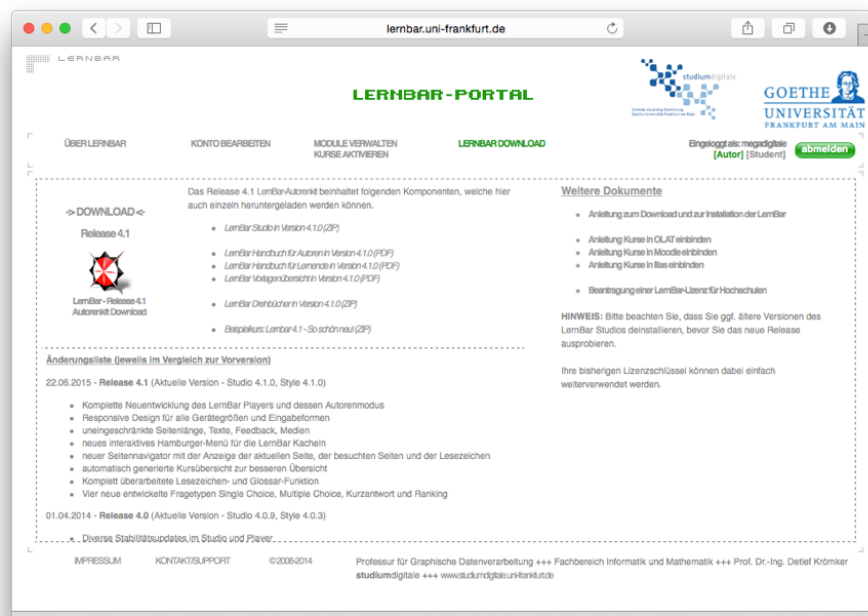 lernbar.uni-frankfurt.de
LERNBAR
LERNBAR-PORTAL
studiumdigitale
Zentrale eLearning-Einrichtung
Goethe-Universität Frankfurt am Main
GOETHE
UNIVERSITÄT
FRANKFURT AM MAIN
ÜBER LERNBAR
KONTO BEARBEITEN
MODULE VERWALTEN
KURSE AKTIVIEREN
LERNBAR DOWNLOAD
Eingeloggt als: megadigitale
[Autor] [Student]
abmelden
-> DOWNLOAD <-
Release 4.1
LernBar - Release 4.1
Autorenkit Download
Das Release 4.1 LernBar-Autorenkit beinhaltet folgenden Komponenten, welche hier
auch einzeln heruntergeladen werden können.
LernBar Studio in Version 4.1.0 (ZIP)
LernBar Handbuch für Autoren in Version 4.1.0 (PDF)
LernBar Handbuch für Lernende in Version 4.1.0 (PDF)
LernBar Vorlagenübersicht in Version 4.1.0 (PDF)
LernBar Drehbücher in Version 4.1.0 (ZIP)
Beispielkurs: Lernbar 4.1 - So schön neu! (ZIP)
Weitere Dokumente
Anleitung zum Download und zur Installation der LernBar
Anleitung Kurse in OLAT einbinden
Anleitung Kurse in Moodle einbinden
Anleitung Kurse in Ilias einbinden
Beantragung einer LernBar-Lizenz für Hochschulen
HINWEIS: Bitte beachten Sie, dass Sie ggf. ältere Versionen des
LernBar Studios deinstallieren, bevor Sie das neue Release
ausprobieren.
Ihre bisherigen Lizenzschlüssel können dabei einfach
weiterverwendet werden.
Änderungsliste (jeweils im Vergleich zur Vorversion)
22.06.2015 - Release 4.1 (Aktuelle Version - Studio 4.1.0, Style 4.1.0)
Komplette Neuentwicklung des LernBar Players und dessen Autorenmodus
Responsive Design für alle Gerätegrößen und Eingabeformen
uneingeschränkte Seitenlänge, Texte, Feedback, Medien
neues interaktives Hamburger-Menü für die LernBar Kacheln
neuer Seitennavigator mit der Anzeige der aktuellen Seite, der besuchten Seiten und der Lesezeichen
automatisch generierte Kursübersicht zur besseren Übersicht
Komplett überarbeitete Lesezeichen- und Glossar-Funktion
Vier neue entwickelte Fragetypen Single Choice, Multiple Choice, Kurzantwort und Ranking
01.04.2014 - Release 4.0 (Aktuelle Version - Studio 4.0.9, Style 4.0.3)
Diverse Stabilitätsupdates im Studio und Player
IMPRESSUM
KONTAKT/SUPPORT
©2006-2014
Professur für Graphische Datenverarbeitung +++ Fachbereich Informatik und Mathematik +++ Prof. Dr.-Ing. Detlef Krömker
studiumdigitale +++ www.studiumdigitale.uni-frankfurt.de